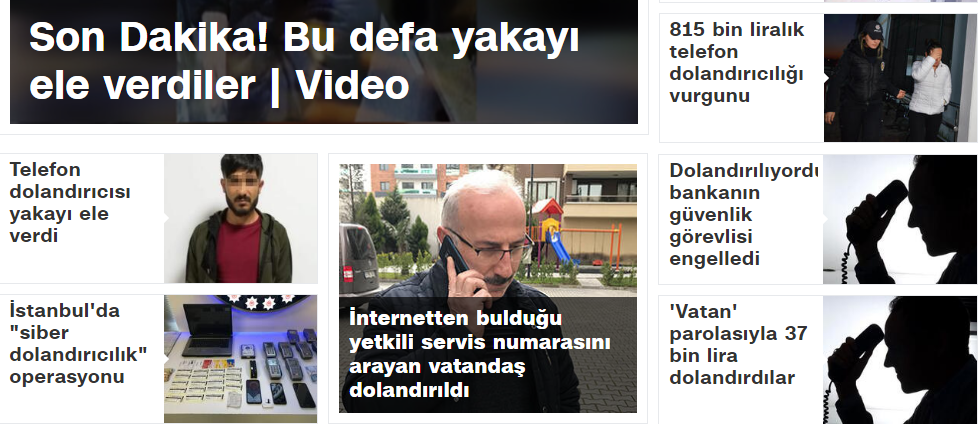 Son Dakika! Bu defa yakayı
ele verdiler | Video
815 bin liralık
telefon
dolandırıcılığı
vurgunu
Telefon
dolandırıcısı
yakayı ele
verdi
İnternetten bulduğu
yetkili servis numarasını
arayan vatandaş
dolandırıldı
Dolandırılıyordu
bankanın
güvenlik
görevlisi
engelledi
İstanbul'da
"siber
dolandırıcılık"
operasyonu
'Vatan'
parolasıyla 37
bin lira
dolandırdılar